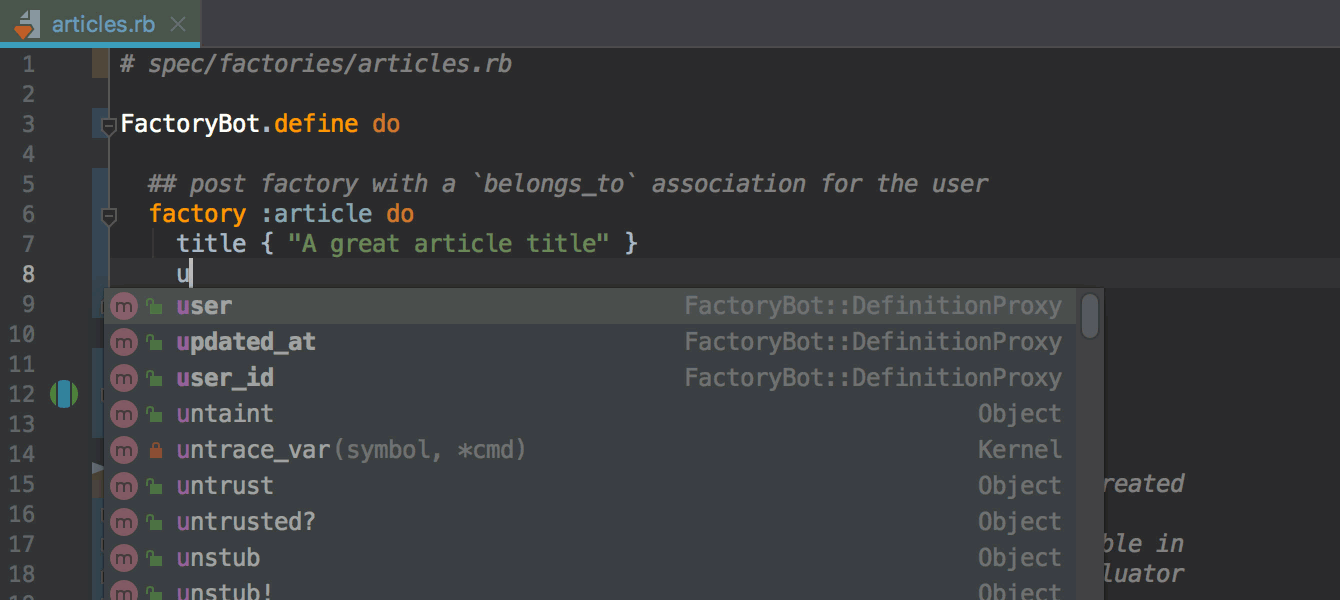 articles.rb
1 # spec/factories/articles.rb
2
3 FactoryBot.define do
4
5 ## post factory with a `belongs_to` association for the user
6 factory :article do
7 title { "A great article title" }
8 u
9 m user FactoryBot::DefinitionProxy
10 m updated_at FactoryBot::DefinitionProxy
11 m user_id FactoryBot::DefinitionProxy
12 m untaint Object
13 m untrace_var(symbol, *cmd) Kernel
14
15 m untrust Object reated
16 m untrusted? Object
17 m unstub Object ble in
18 m unstub! Object luator